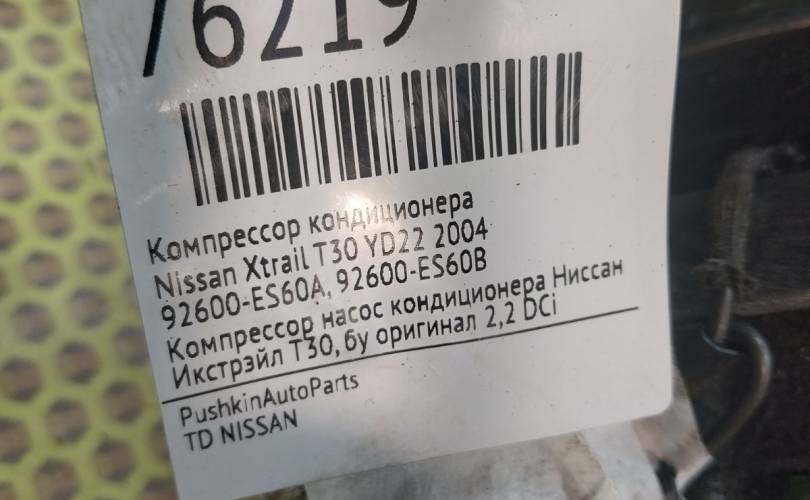 76219
Компрессор кондиционера
Nissan Xtrail T30 YD22 2004
92600-ES60A, 92600-ES60B
Компрессор насос кондиционера Ниссан
Икстрэйл Т30, бу оригинал 2,2 DCi
PushkinAutoParts
TD NISSAN